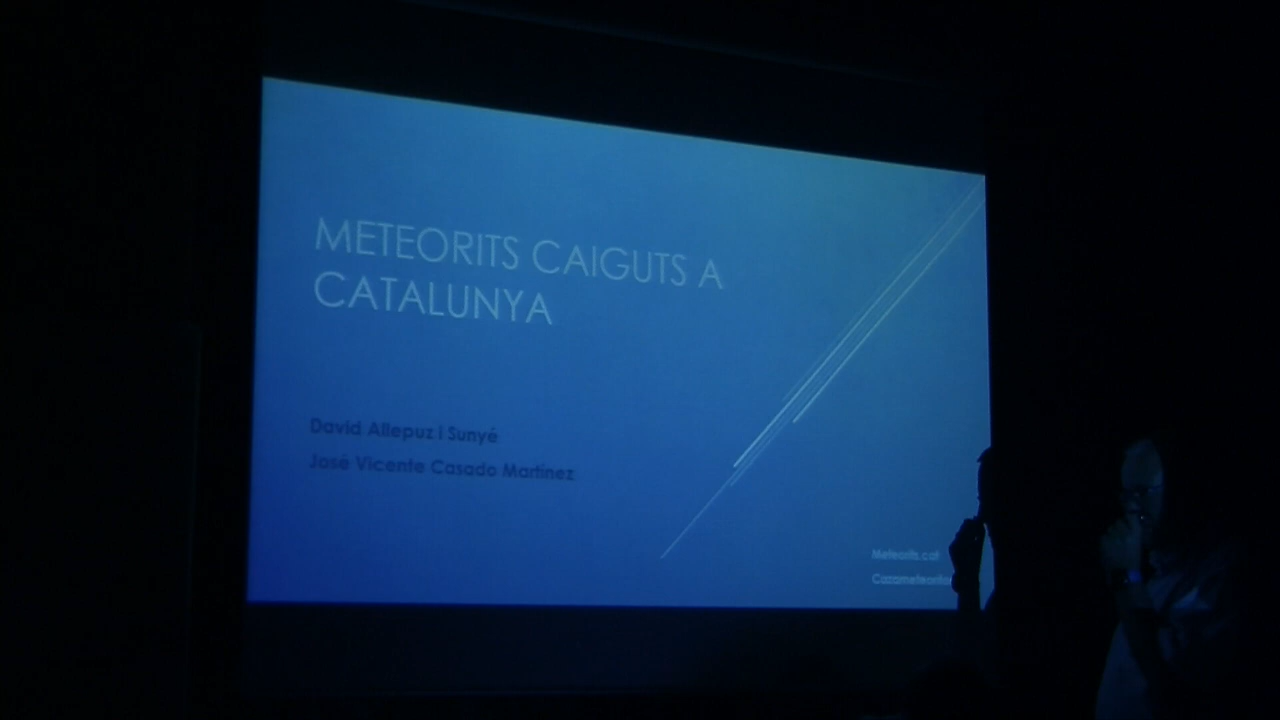 METEORITS CAIGUTS A
CATALUNYA
David Allepuz i Sunyé
José Vicente Casado Martínez
Meteorits.cat